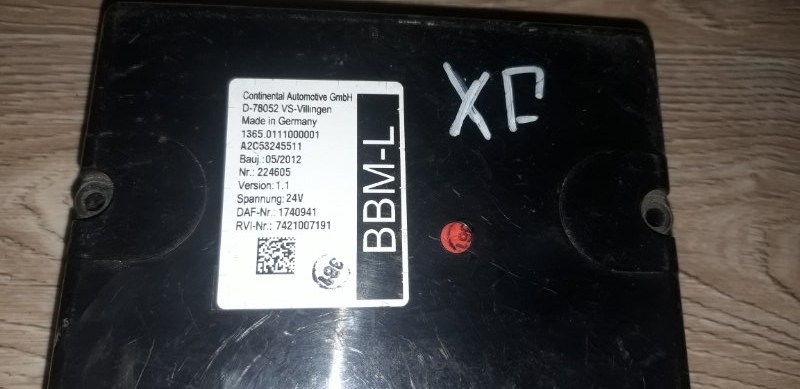 Continental Automotive GmbH
D-78052 VS-Villingen
Made in Germany
1365.0111000001
A2C53245511
Bauj.:05/2012
Nr.: 224605
Version: 1.1
Spannung: 24V
DAF-Nr.: 1740941
RVI-Nr.: 7421007191
BBM-L
XF
361